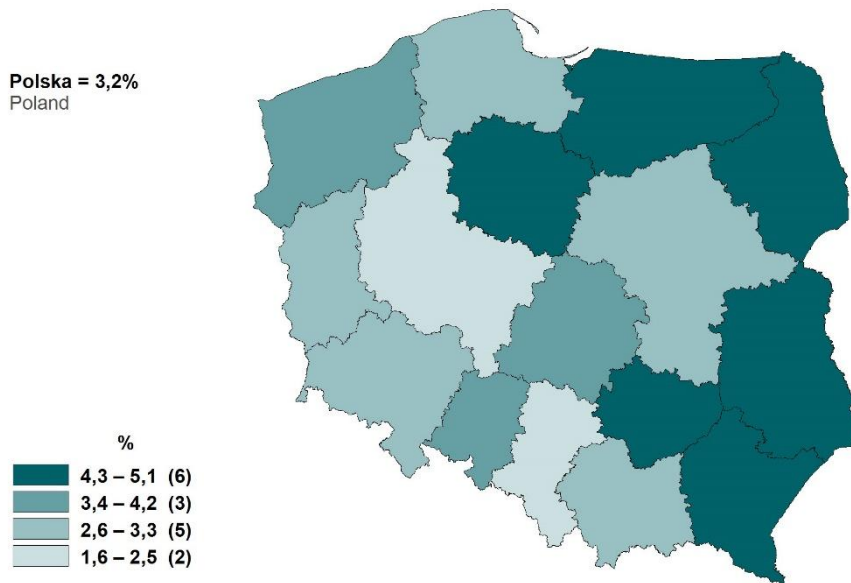 Polska = 3,2%
Poland
%
4,3 – 5,1 (6)
3,4 – 4,2 (3)
2,6 – 3,3 (5)
1,6 – 2,5 (2)